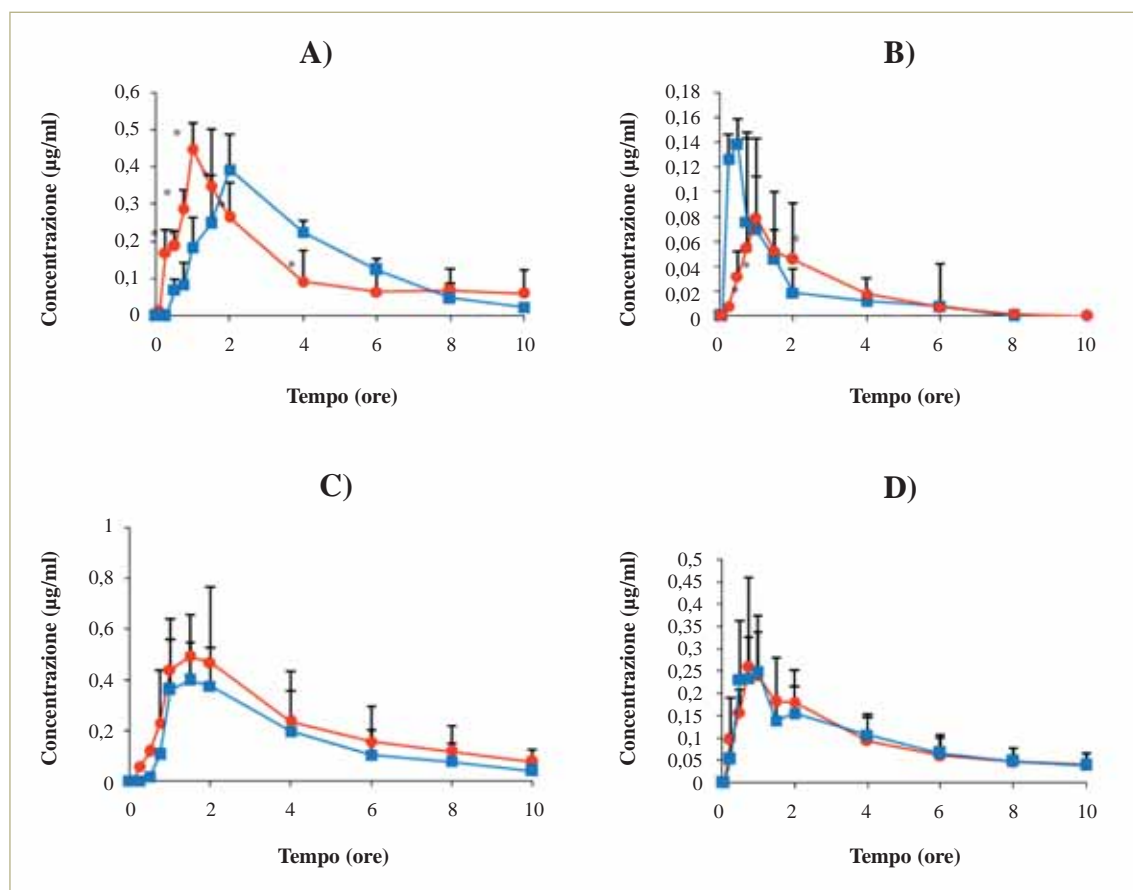 A)
Concentrazione (µg/ml)
0,6
0,5
0,4
0,3
0,2
0,1
0
0 2 4 6 8 10
Tempo (ore)
B)
Concentrazione (µg/ml)
0,18
0,16
0,14
0,12
0,1
0,08
0,06
0,04
0,02
0
0 2 4 6 8 10
Tempo (ore)
C)
Concentrazione (µg/ml)
1
0,8
0,6
0,4
0,2
0
0 2 4 6 8 10
Tempo (ore)
D)
Concentrazione (µg/ml)
0,5
0,45
0,4
0,35
0,3
0,25
0,2
0,15
0,1
0,05
0
0 2 4 6 8 10
Tempo (ore)